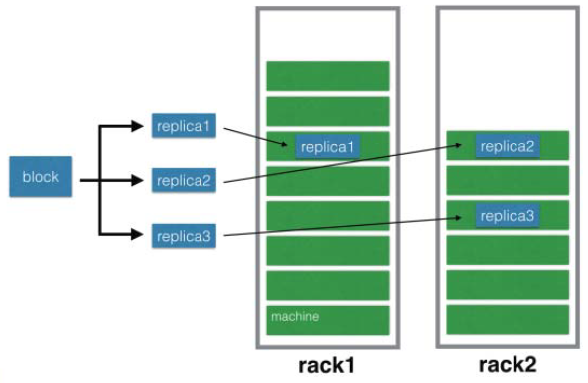 block
replica1
replica2
replica3
replica1
machine
rack1
replica2
replica3
rack2